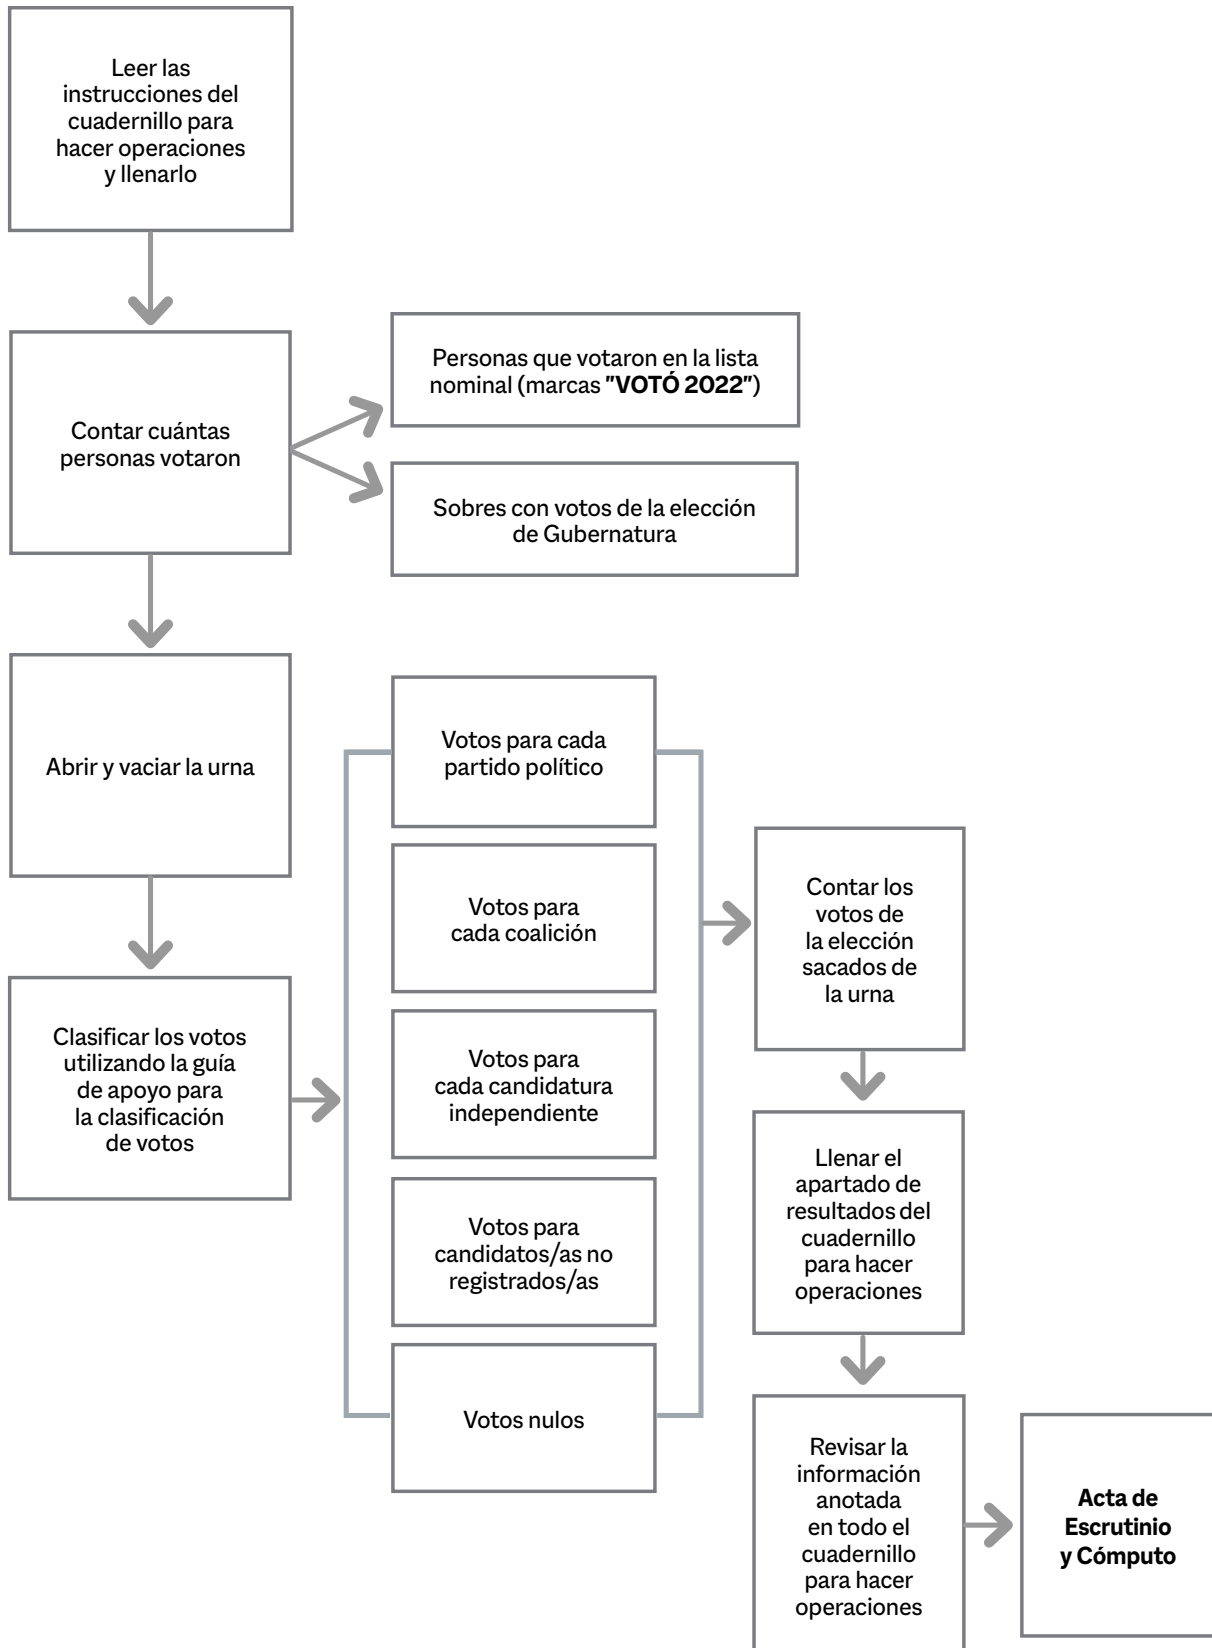 Leer las
instrucciones del
cuadernillo para
hacer operaciones
y llenarlo
Contar cuántas
personas votaron
Personas que votaron en la lista
nominal (marcas "VOTÓ 2022")
Sobres con votos de la elección
de Gubernatura
Abrir y vaciar la urna
Clasificar los votos
utilizando la guía
de apoyo para
la clasificación
de votos
Votos para cada
partido político
Votos para
cada coalición
Votos para
cada candidatura
independiente
Votos para
candidatos/as no
registrados/as
Votos nulos
Contar los
votos de
la elección
sacados de
la urna
Llenar el
apartado de
resultados del
cuadernillo
para hacer
operaciones
Revisar la
información
anotada
en todo el
cuadernillo
para hacer
operaciones
Acta de
Escrutinio
y Cómputo